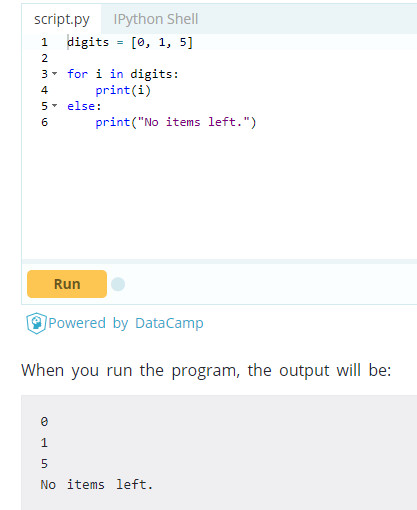 script.py IPython Shell
1 digits = [0, 1, 5]
2
3 for i in digits:
4     print(i)
5 else:
6     print("No items left.")
Run
Powered by DataCamp
When you run the program, the output will be:
0
1
5
No items left.